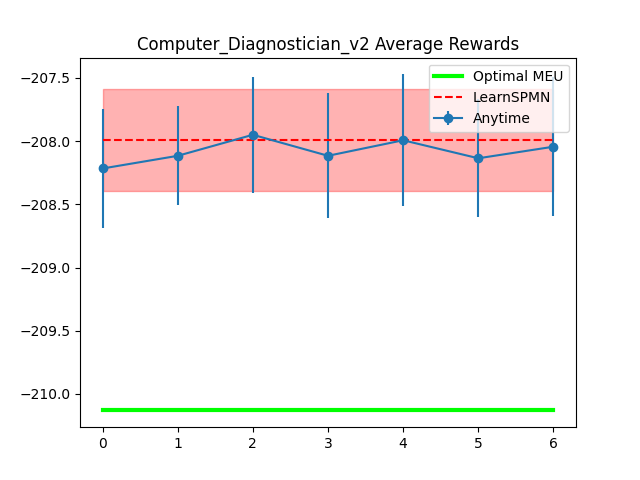 Computer_Diagnostician_v2 Average Rewards
Optimal MEU
LearnSPMN
Anytime
−207.5
−208.0
−208.5
−209.0
−209.5
−210.0
0 1 2 3 4 5 6